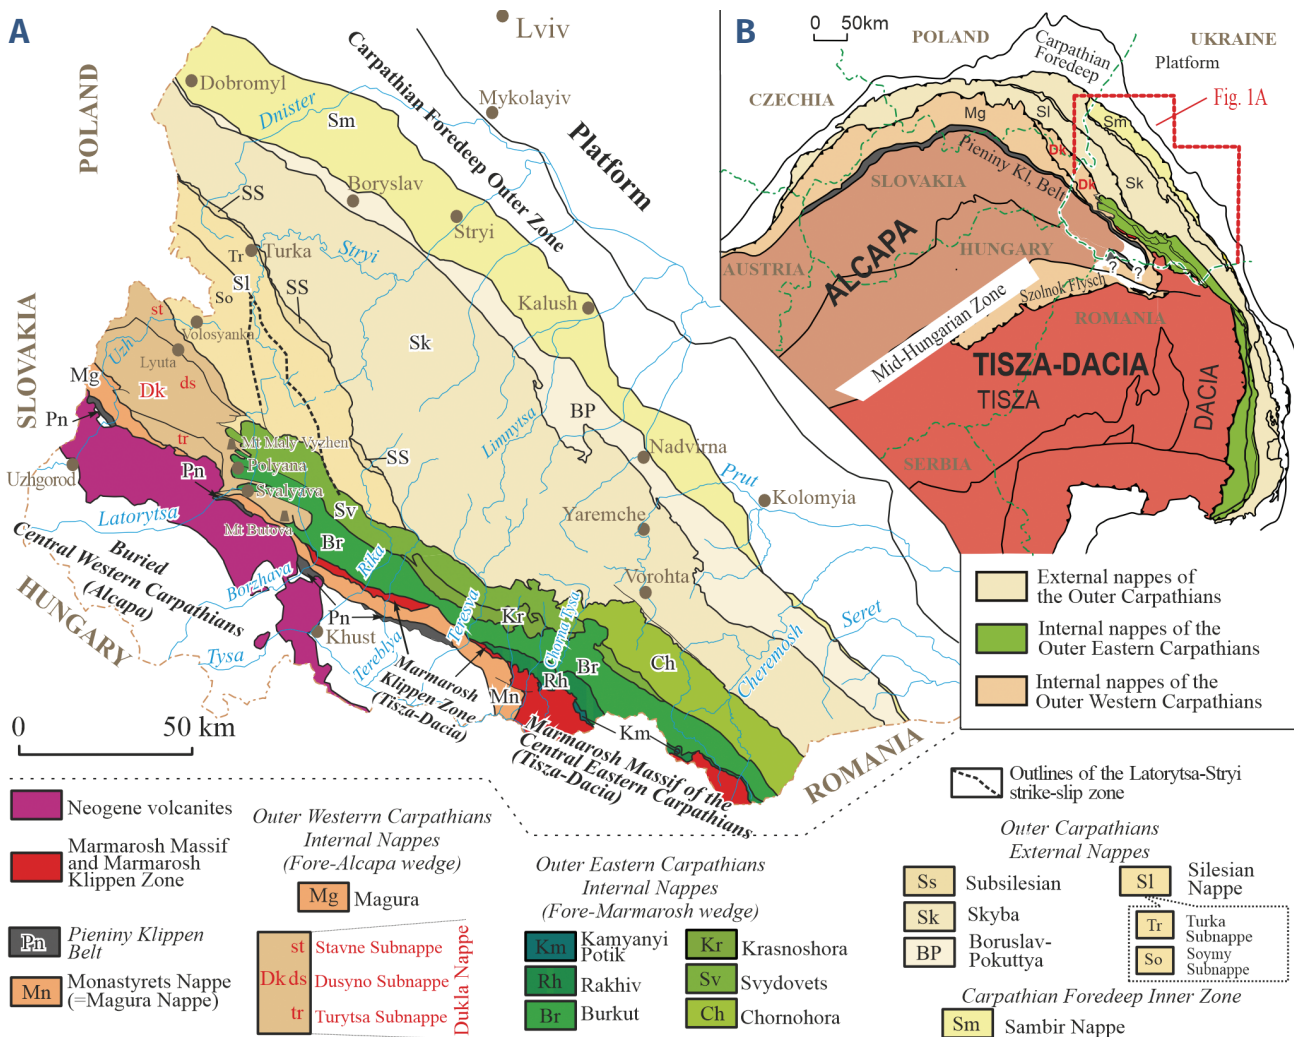 A
Lviv
POLAND
Dobromyl
Dnister
Sm
Carpathian Foredeep Outer Zone
Mykolayiv
Platform
SS
Boryslav
Stryi
Tr
Turka
Stryi
Sl
So
SS
Kalush
SLOVAKIA
st
Volosyanka
Uzh
Lyuta
Sk
Mg
Dk
ds
Pn
BP
Limnytsa
tr
Mt Maly Vyzhen
Nadvirna
SS
Uzhgorod
Pn
Polyana
Prut
Svalyava
Kolomyia
Latorytsa
Sv
Yaremche
Mt Butova
Br
Buried
Central Western Carpathians
(Alcapa)
Rika
Borzhava
Vorohta
HUNGARY
Pn
Kr
Teresva
Chorna Tysa
Seret
Khust
Tereblya
Tysa
Br
Ch
Cheremosh
Marmarosh
Klippen Zone
(Tisza-Dacia)
Rh
Mn
Km
Marmarosh Massif of the
Central Eastern Carpathians
(Tisza-Dacia)
ROMANIA
0
50 km
B
0 50km
POLAND
Carpathian
Foredeep
UKRAINE
Platform
CZECHIA
Fig. 1A
Mg
Sl
Sm
Dk
Pieniny Kl, Belt
Dk
Sk
SLOVAKIA
ALCAPA
HUNGARY
AUSTRIA
?
?
Szolnok Flysch
Mid-Hungarian Zone
ROMANIA
TISZA-DACIA
TISZA
DACIA
SERBIA
External nappes of
the Outer Carpathians
Internal nappes of the
Outer Eastern Carpathians
Internal nappes of the
Outer Western Carpathians
Outlines of the Latorytsa-Stryi
strike-slip zone
Neogene volcanites
Marmarosh Massif
and Marmarosh
Klippen Zone
Pn
Pieniny Klippen
Belt
Mn
Monastyrets Nappe
(=Magura Nappe)
Outer Westerrn Carpathians
Internal Nappes
(Fore-Alcapa wedge)
Mg Magura
st Stavne Subnappe
Dk ds Dusyno Subnappe
tr Turytsa Subnappe
Dukla Nappe
Outer Eastern Carpathians
Internal Nappes
(Fore-Marmarosh wedge)
Km Kamyanyi
Potik
Rh Rakhiv
Br Burkut
Kr Krasnoshora
Sv Svydovets
Ch Chornohora
Outer Carpathians
External Nappes
Ss Subsilesian
Sk Skyba
BP Boruslav-
Pokuttya
Sl Silesian
Nappe
Tr Turka
Subnappe
So Soymy
Subnappe
Carpathian Foredeep Inner Zone
Sm Sambir Nappe